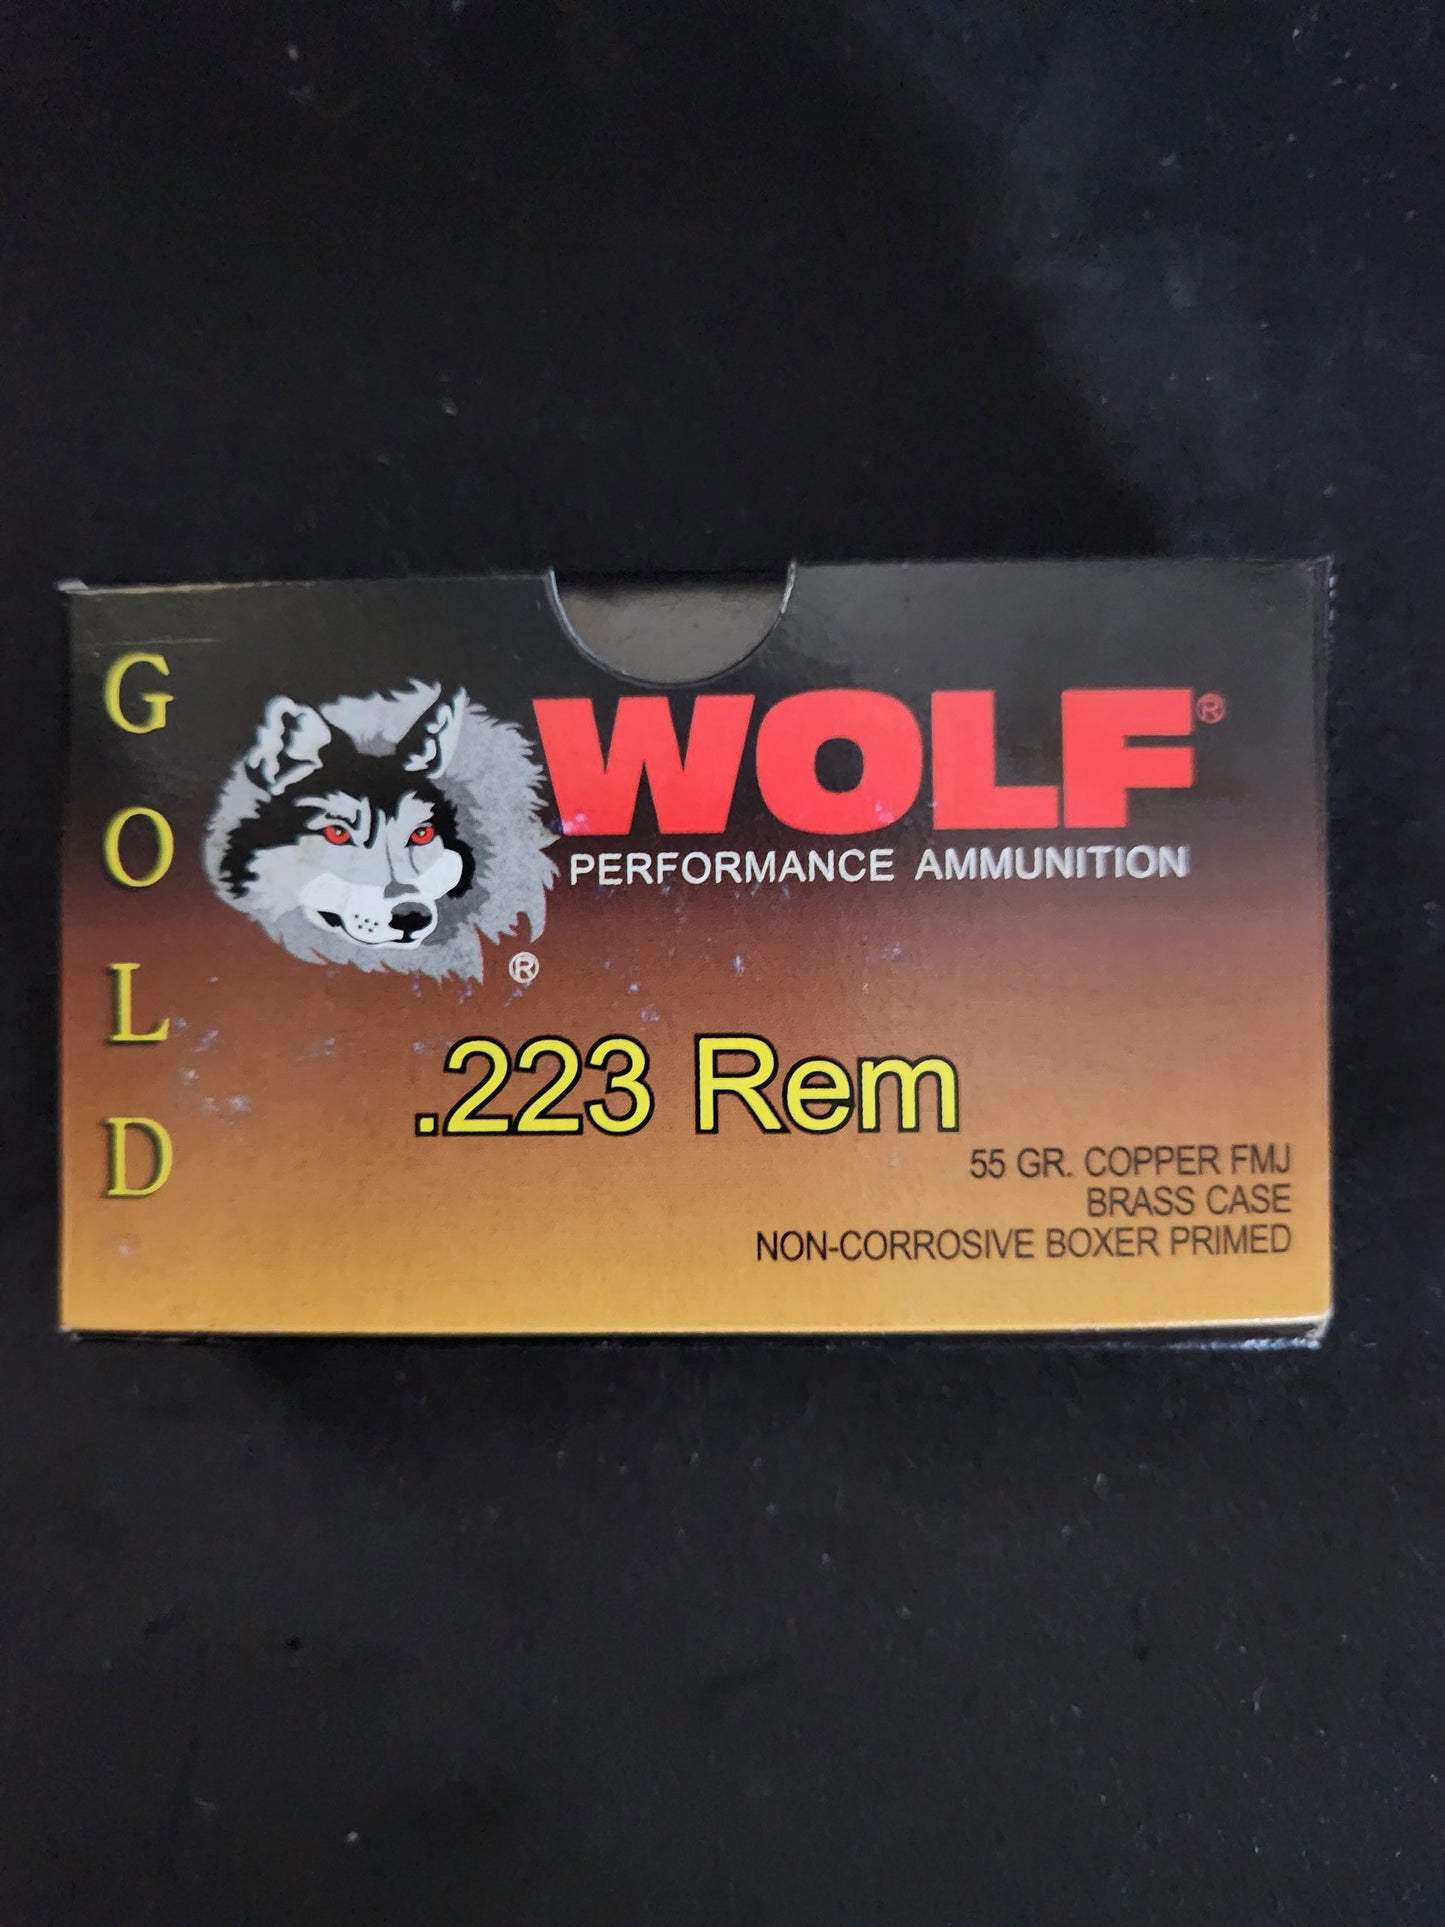 GOLD
WOLF®
PERFORMANCE AMMUNITION
®
.223 Rem
55 GR. COPPER FMJ
BRASS CASE
NON-CORROSIVE BOXER PRIMED